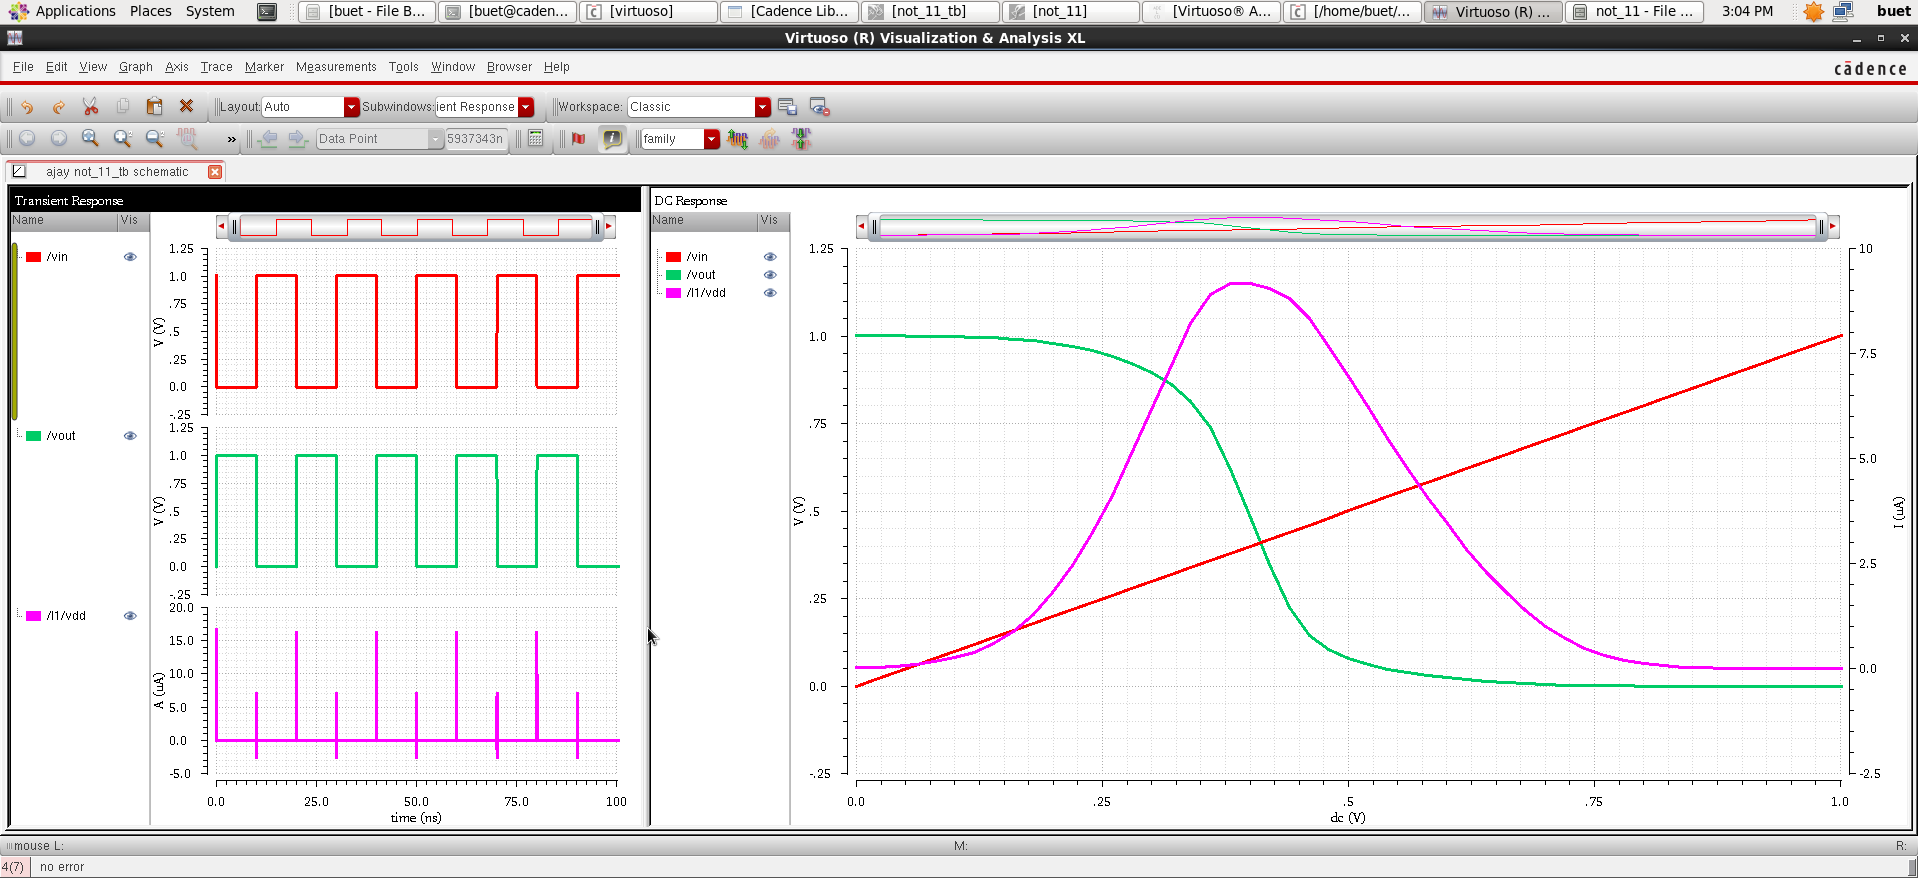 Applications Places System [buet - File B... [buet@caden... [virtuoso] [Cadence Lib... [not_11_tb] [not_11] [Virtuoso® A... [/home/buet/... Virtuoso (R) ... not_11 - File ... 3:04 PM buet
Virtuoso (R) Visualization & Analysis XL
File Edit View Graph Axis Trace Marker Measurements Tools Window Browser Help cādence
Layout: Auto Subwindows: ient Response Workspace: Classic
» Data Point 5937343n family
ajay not_11_tb schematic
Transient Response
Name Vis
/vin
/vout
/I1/vdd
1.25
1.0
.75
.5
.25
0.0
-.25
V (V)
1.25
1.0
.75
.5
.25
0.0
-.25
V (V)
20.0
15.0
10.0
5.0
0.0
-5.0
A (uA)
0.0 25.0 50.0 75.0 100
time (ns)
DC Response
Name Vis
/vin
/vout
/I1/vdd
1.25
1.0
.75
.5
.25
0.0
-.25
V (V)
10
7.5
5.0
2.5
0.0
-2.5
I (uA)
0.0 .25 .5 .75 1.0
dc (V)
mouse L: M: R:
4(7) no error